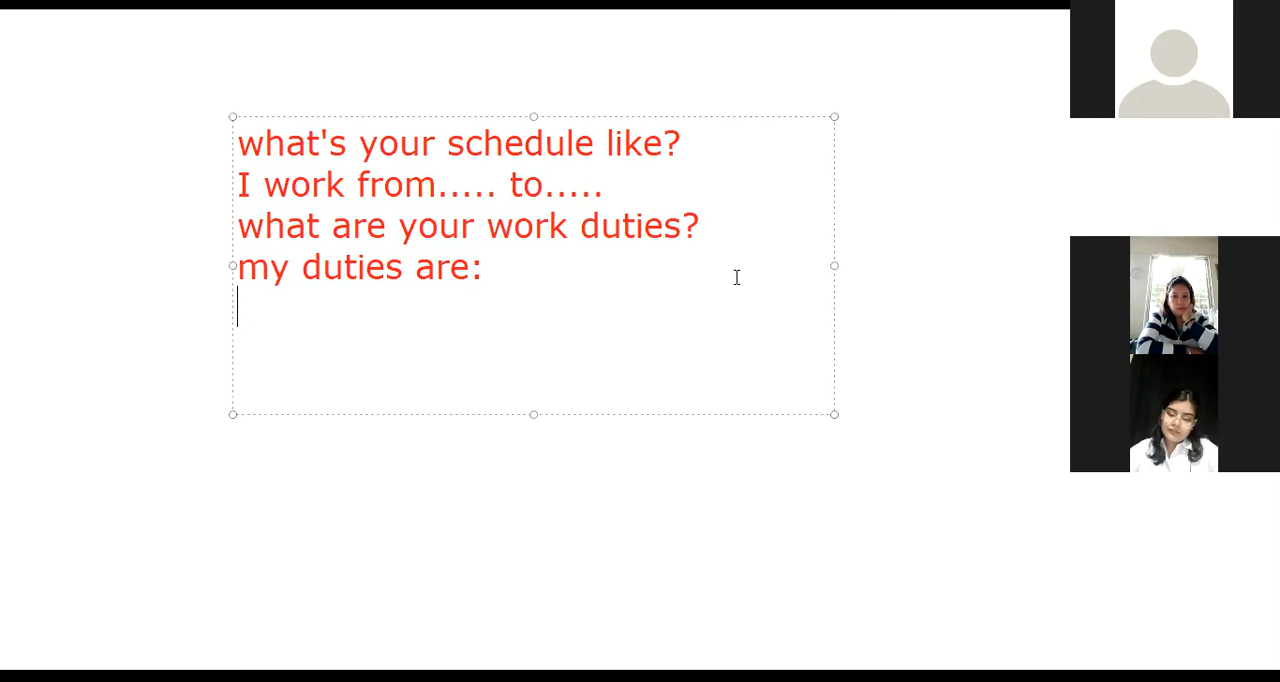 what's your schedule like?
I work from..... to.....
what are your work duties?
my duties are: